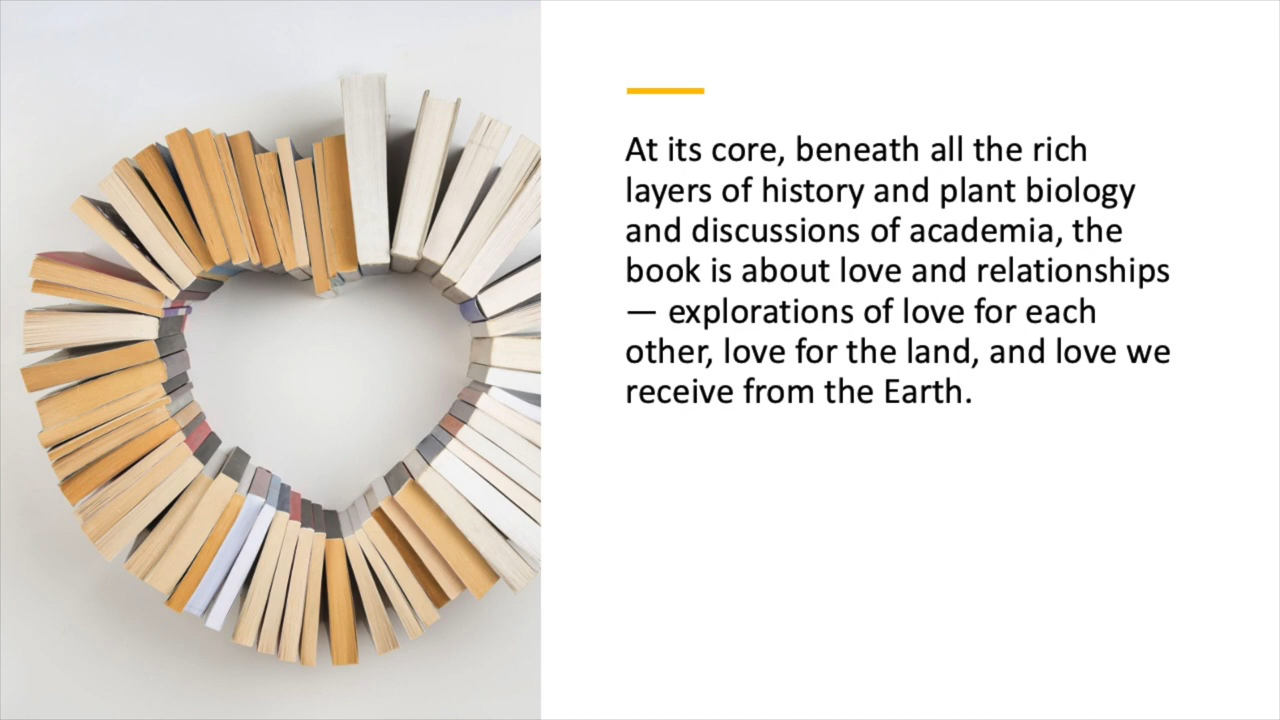 At its core, beneath all the rich
layers of history and plant biology
and discussions of academia, the
book is about love and relationships
— explorations of love for each
other, love for the land, and love we
receive from the Earth.